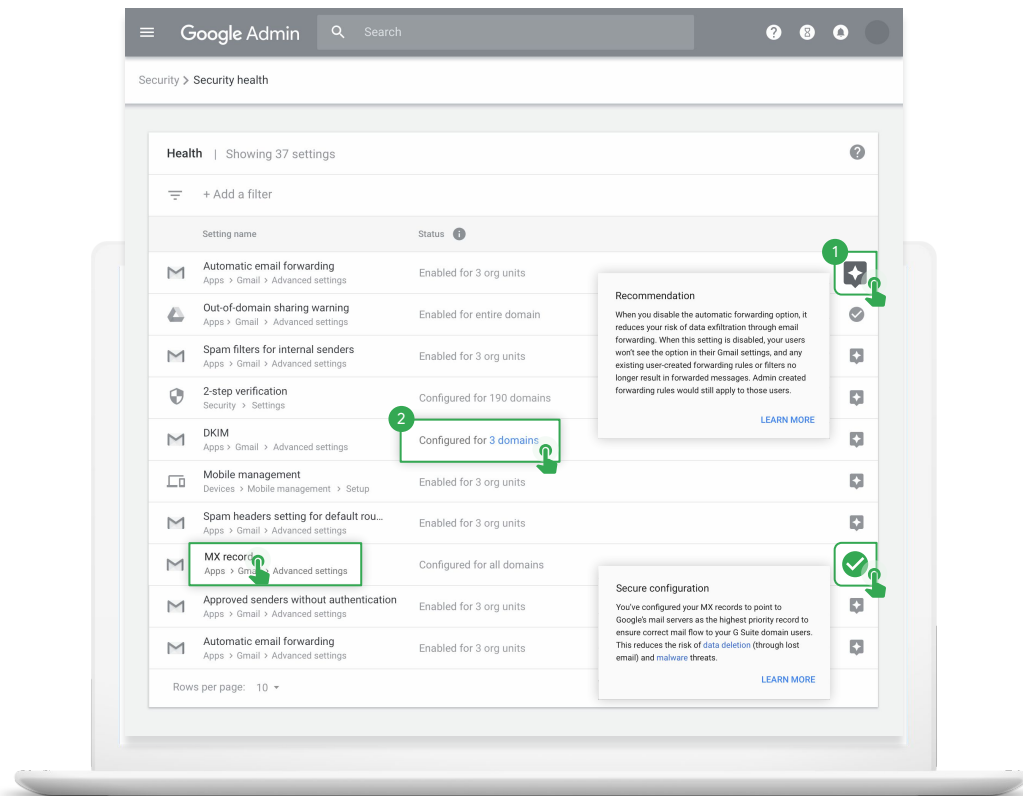 Google Admin
Search
Security > Security health
Health | Showing 37 settings
+ Add a filter
Setting name
Status
1
Automatic email forwarding
Apps > Gmail > Advanced settings
Enabled for 3 org units
Out-of-domain sharing warning
Apps > Gmail > Advanced settings
Enabled for entire domain
Spam filters for internal senders
Apps > Gmail > Advanced settings
Enabled for 3 org units
2-step verification
Security > Settings
Configured for 190 domains
Recommendation
When you disable the automatic forwarding option, it
reduces your risk of data exfiltration through email
forwarding. When this setting is disabled, your users
won't see the option in their Gmail settings, and any
existing user-created forwarding rules or filters no
longer result in forwarded messages. Admin created
forwarding rules would still apply to those users.
LEARN MORE
2
DKIM
Apps > Gmail > Advanced settings
Configured for 3 domains
Mobile management
Devices > Mobile management > Setup
Enabled for 3 org units
Spam headers setting for default rou...
Apps > Gmail > Advanced settings
Enabled for 3 org units
MX record
Apps > Gmail > Advanced settings
Configured for all domains
Approved senders without authentication
Apps > Gmail > Advanced settings
Enabled for 3 org units
Automatic email forwarding
Apps > Gmail > Advanced settings
Enabled for 3 org units
Secure configuration
You've configured your MX records to point to
Google's mail servers as the highest priority record to
ensure correct mail flow to your G Suite domain users.
This reduces the risk of data deletion (through lost
email) and malware threats.
LEARN MORE
Rows per page: 10